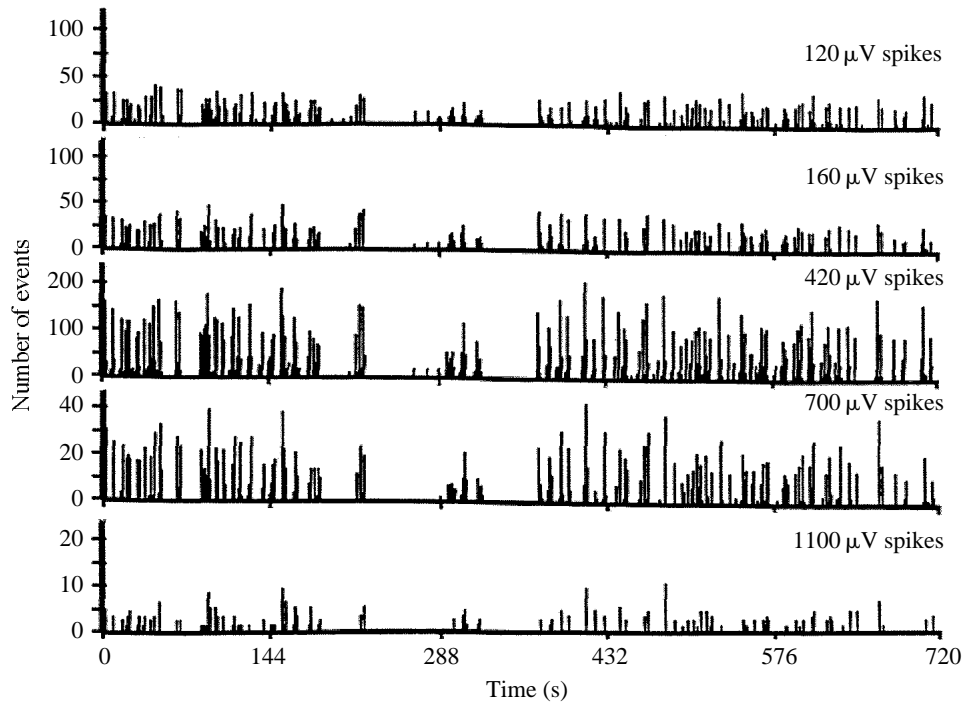 100
50
0
120 μV spikes
100
50
0
160 μV spikes
200
100
0
420 μV spikes
40
20
0
700 μV spikes
20
10
0
1100 μV spikes
Number of events
0 144 288 432 576 720
Time (s)